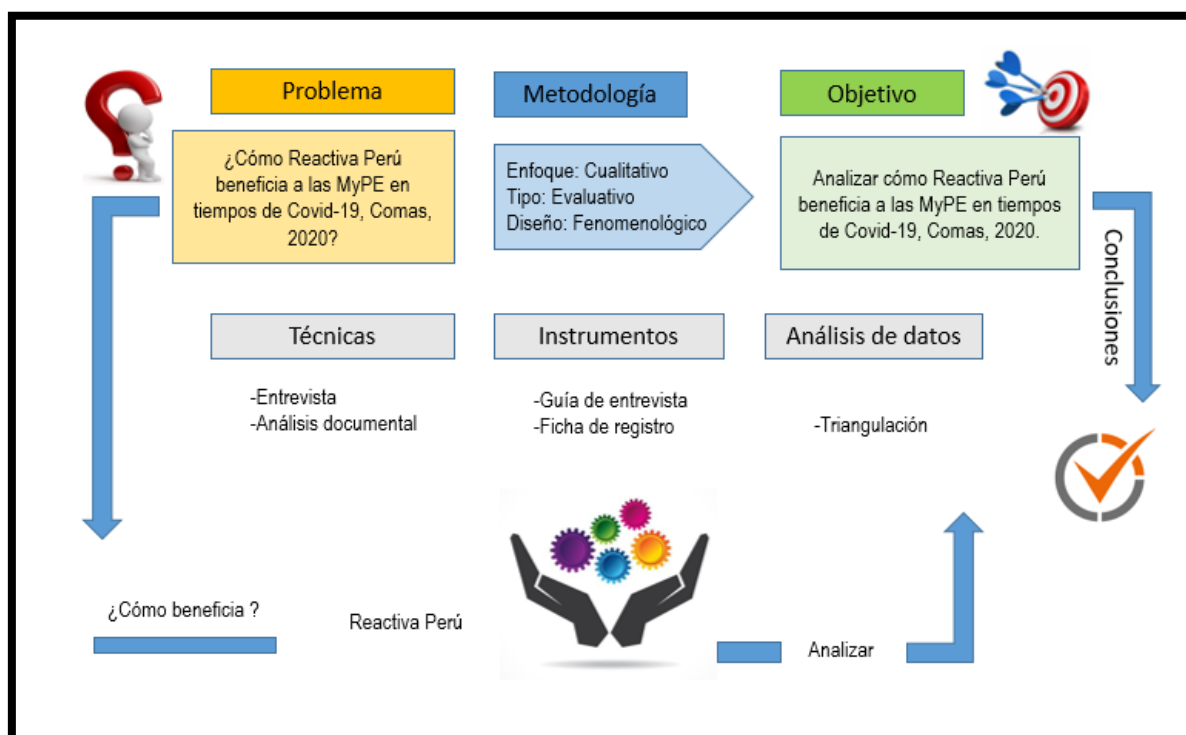 Problema
Metodología
Objetivo
¿Cómo Reactiva Perú
beneficia a las MyPE en
tiempos de Covid-19, Comas,
2020?
Enfoque: Cualitativo
Tipo: Evaluativo
Diseño: Fenomenológico
Analizar cómo Reactiva Perú
beneficia a las MyPE en tiempos
de Covid-19, Comas, 2020.
Conclusiones
Técnicas
Instrumentos
Análisis de datos
-Entrevista
-Análisis documental
-Guía de entrevista
-Ficha de registro
-Triangulación
¿Cómo beneficia ?
Reactiva Perú
Analizar